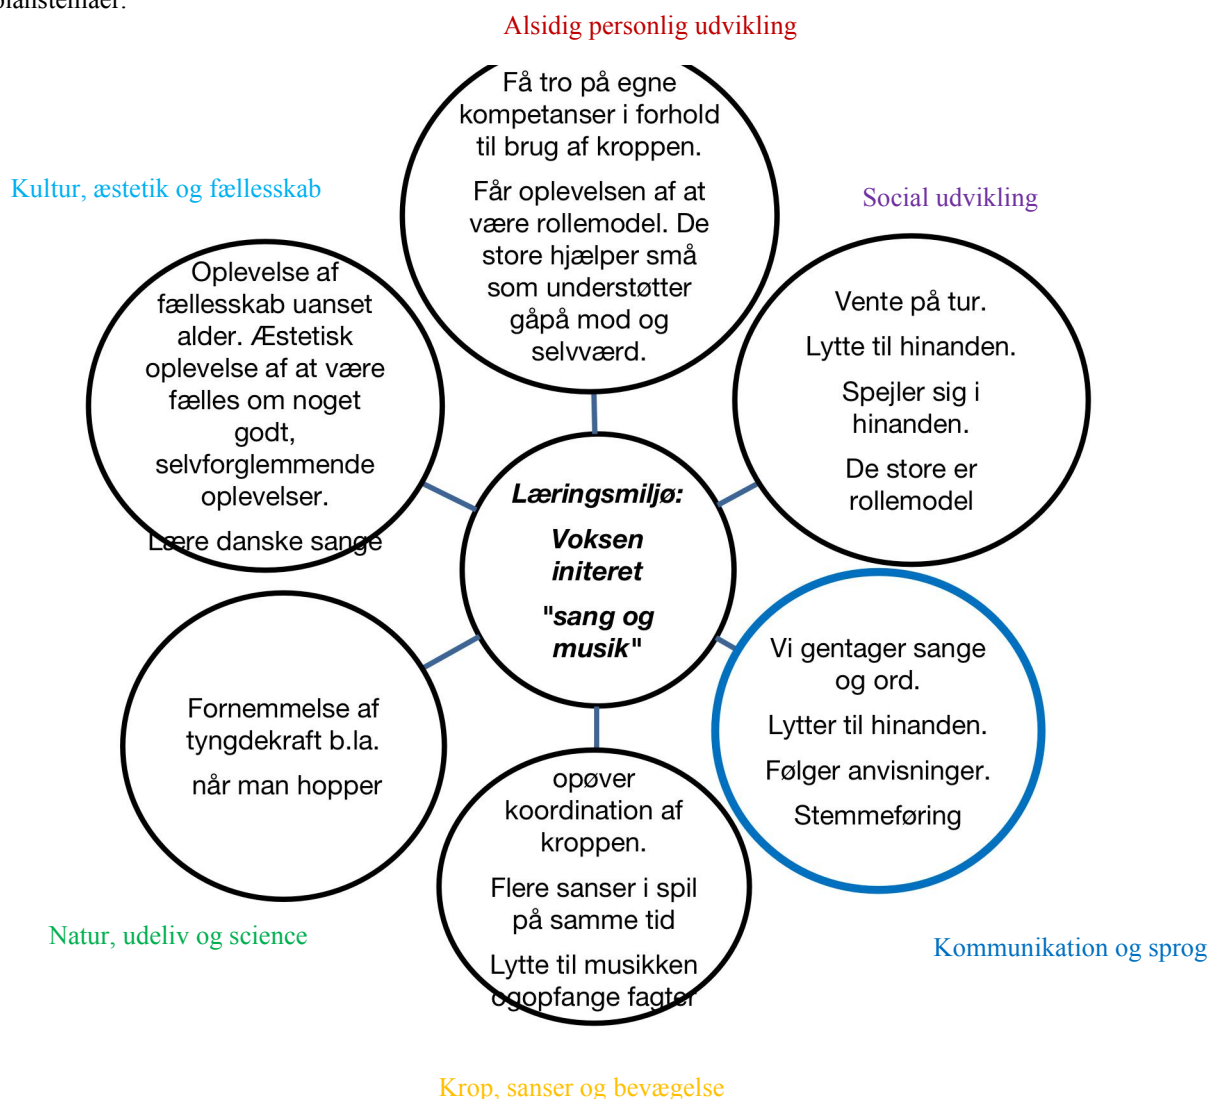 Alsidig personlig udvikling
Få tro på egne
kompetanser i forhold
til brug af kroppen.
Får oplevelsen af at
være rollemodel. De
store hjælper små
som understøtter
gåpå mod og
selvværd.
Kultur, æstetik og fællesskab
Oplevelse af
fællesskab uanset
alder. Æstetisk
oplevelse af at være
fælles om noget
godt,
selvforglemmende
oplevelser.
Lære danske sange
Social udvikling
Vente på tur.
Lytte til hinanden.
Spejler sig i
hinanden.
De store er
rollemodel
Læringsmiljø:
Voksen
initeret
"sang og
musik"
Fornemmelse af
tyngdekraft b.la.
når man hopper
Natur, udeliv og science
Vi gentager sange
og ord.
Lytter til hinanden.
Følger anvisninger.
Stemmeføring
Kommunikation og sprog
opøver
koordination af
kroppen.
Flere sanser i spil
på samme tid
Lytte til musikken
ogopfange fagter
Krop, sanser og bevægelse